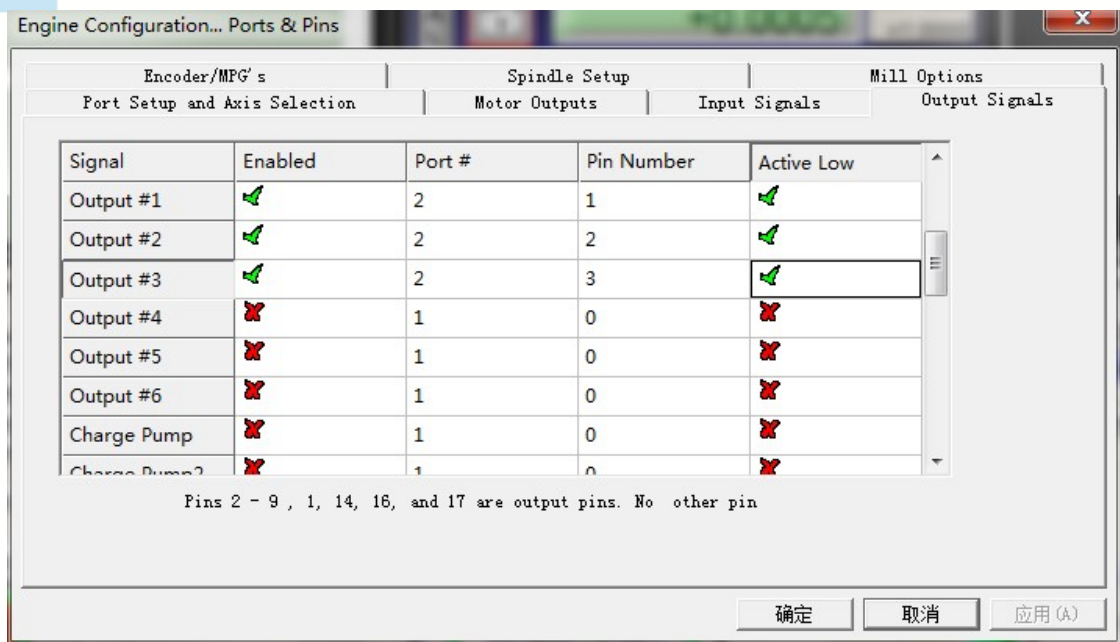 Engine Configuration... Ports & Pins
Encoder/MPG's Spindle Setup Mill Options
Port Setup and Axis Selection Motor Outputs Input Signals Output Signals
Signal Enabled Port # Pin Number Active Low
Output #1 2 1
Output #2 2 2
Output #3 2 3
Output #4 1 0
Output #5 1 0
Output #6 1 0
Charge Pump 1 0
Charge Pump2 1 0
Pins 2 - 9 , 1, 14, 16, and 17 are output pins. No other pin
确定 取消 应用(A)